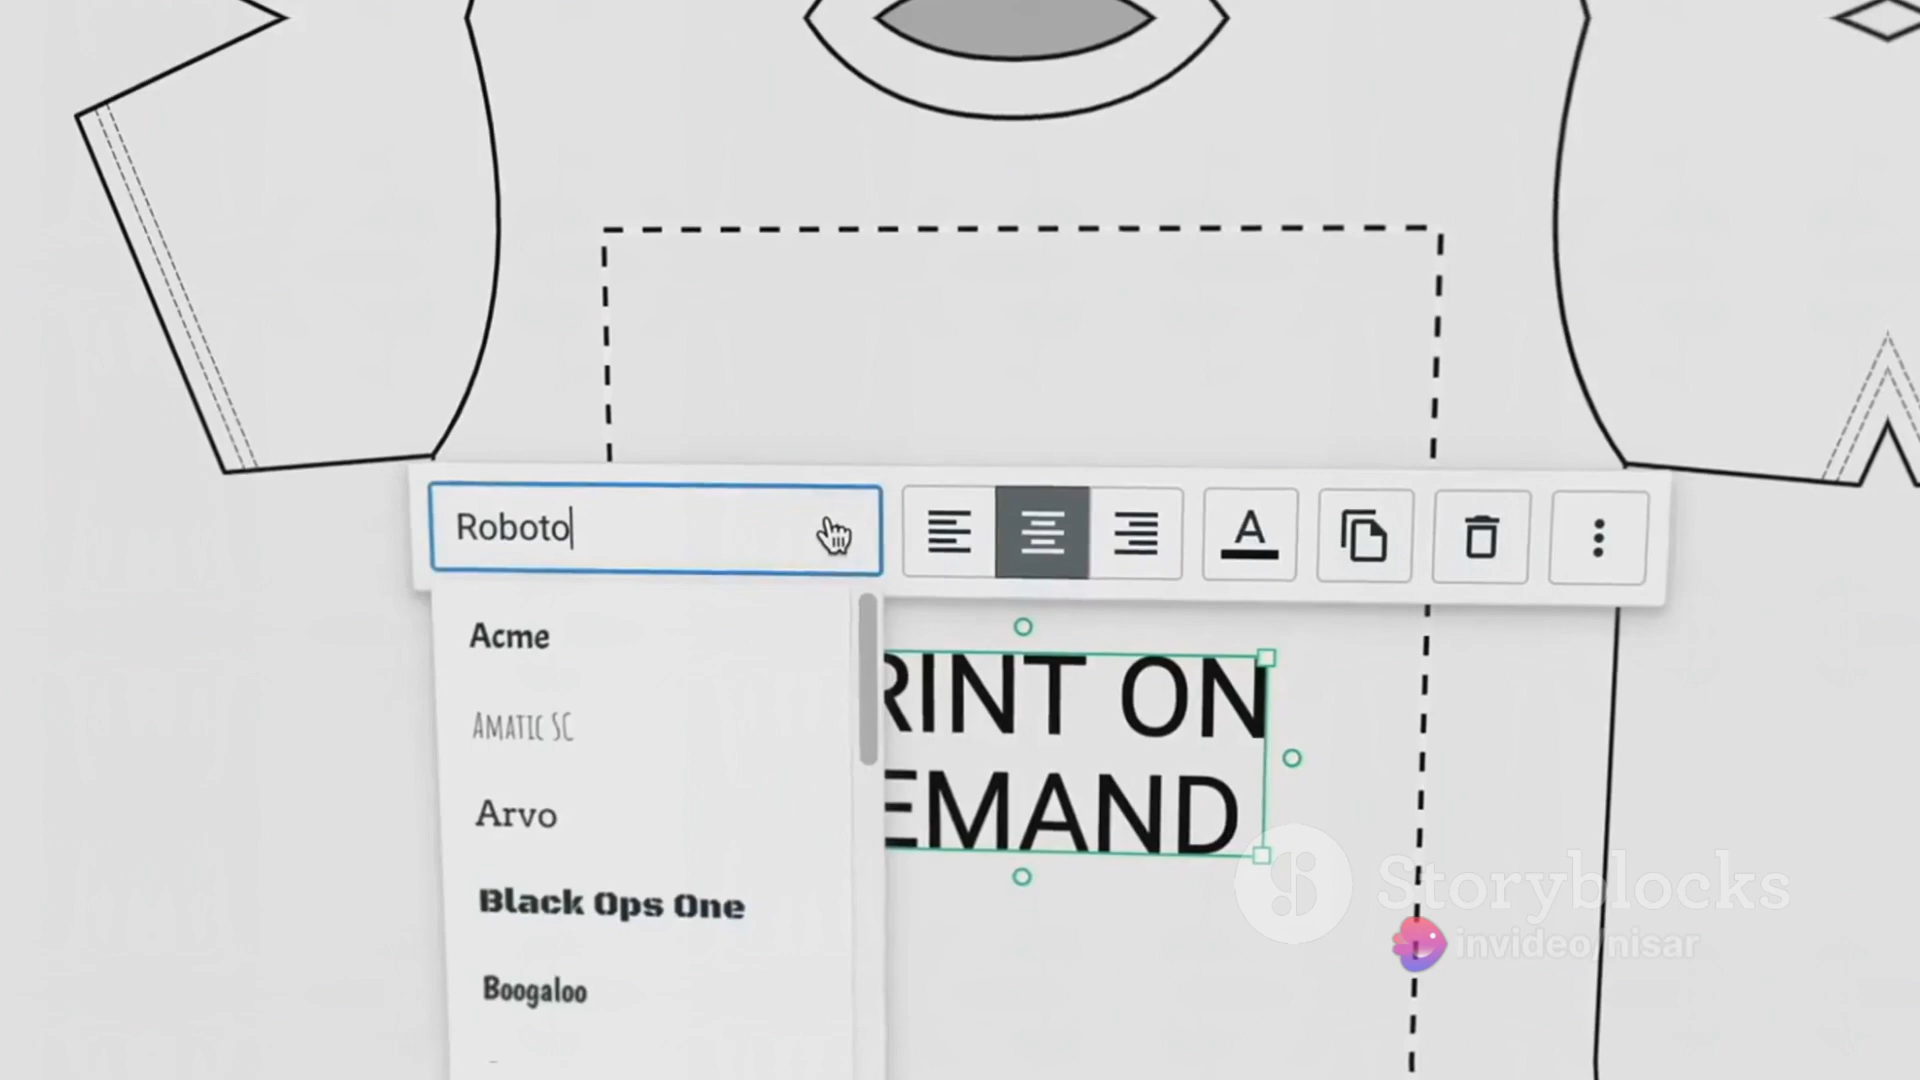 Roboto
A
Acme
Amatic SC
Arvo
Black Ops One
Boogaloo
RINT ON
EMAND
Storyblocks
invideo/nisar